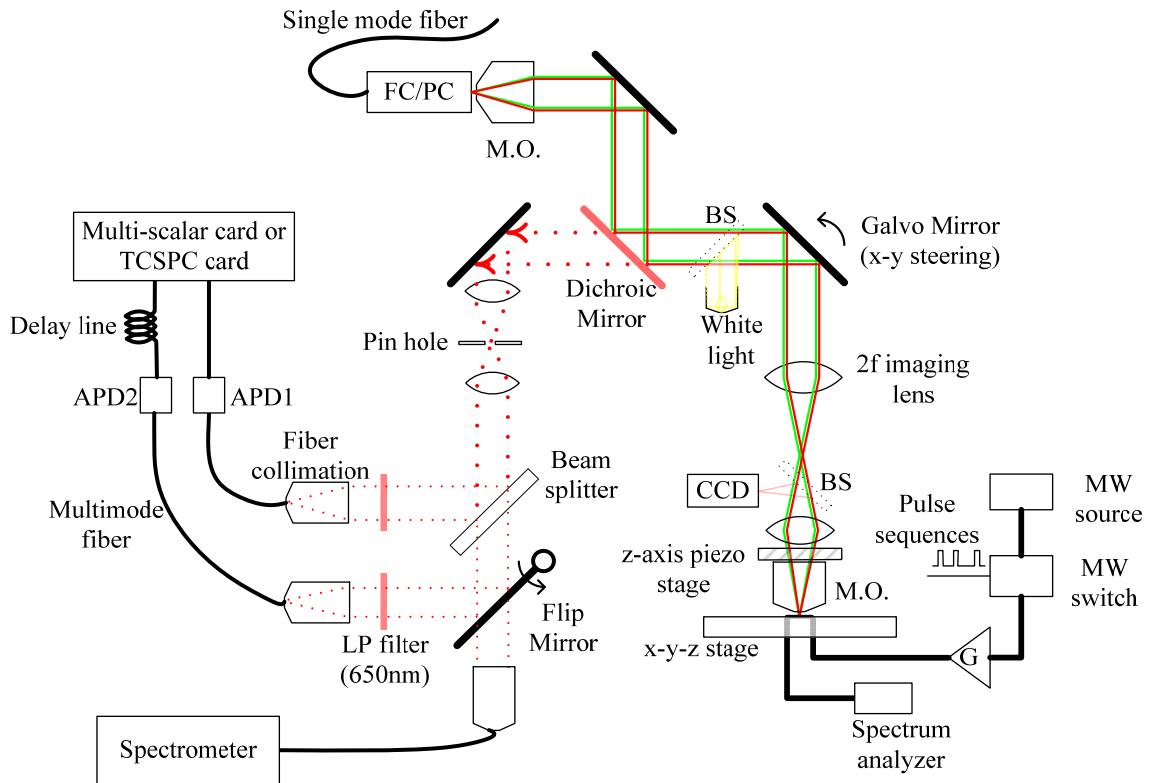 Single mode fiber
FC/PC
M.O.
BS
Galvo Mirror
(x-y steering)
Multi-scalar card or
TCSPC card
Dichroic
Mirror
White
light
Delay line
Pin hole
2f imaging
lens
APD2
APD1
Fiber
collimation
Beam
splitter
CCD
BS
MW
source
Multimode
fiber
Pulse
sequences
z-axis piezo
stage
MW
switch
M.O.
Flip
Mirror
LP filter
(650nm)
x-y-z stage
G
Spectrum
analyzer
Spectrometer